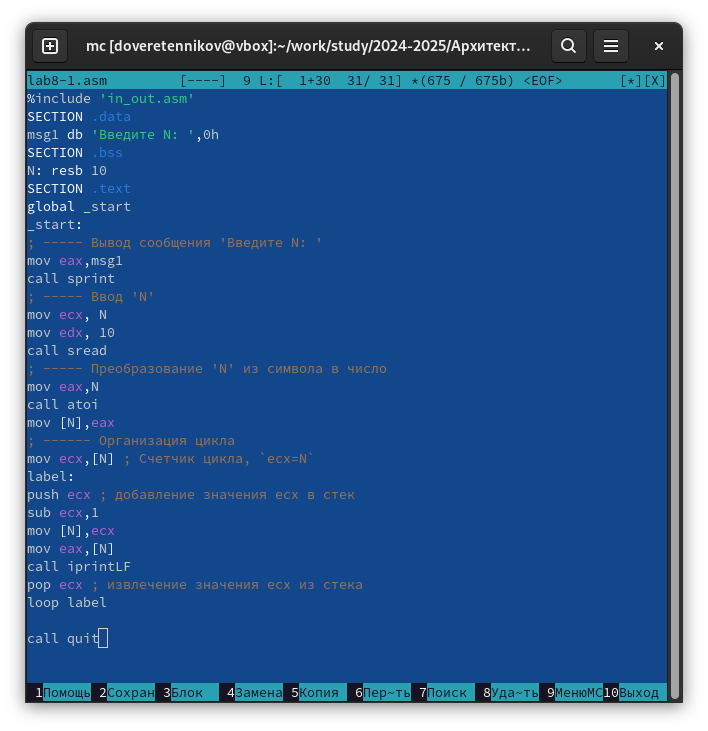 mc [doveretennikov@vbox]:~/work/study/2024-2025/Архитект...
lab8-1.asm [----] 9 L:[ 1+30 31/ 31] *(675 / 675b) <EOF> [*][X]
%include 'in_out.asm'
SECTION .data
msg1 db 'Введите N: ',0h
SECTION .bss
N: resb 10
SECTION .text
global _start
_start:
; ----- Вывод сообщения 'Введите N: '
mov eax,msg1
call sprint
; ----- Ввод 'N'
mov ecx, N
mov edx, 10
call sread
; ----- Преобразование 'N' из символа в число
mov eax,N
call atoi
mov [N],eax
; ------ Организация цикла
mov ecx,[N] ; Счетчик цикла, `ecx=N`
label:
push ecx ; добавление значения ecx в стек
sub ecx,1
mov [N],ecx
mov eax,[N]
call iprintLF
pop ecx ; извлечение значения ecx из стека
loop label
call quit
1Помощь 2Сохран 3Блок 4Замена 5Копия 6Пер~ть 7Поиск 8Уда~ть 9МенюMC 10Выход